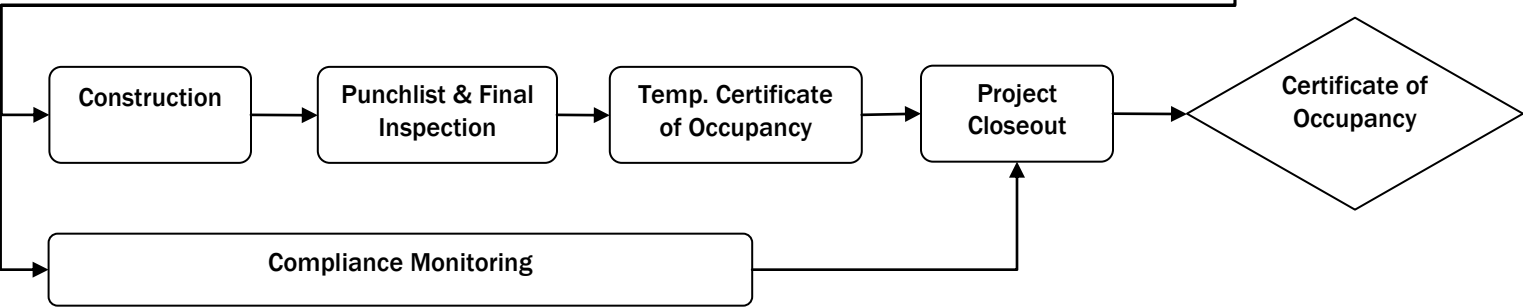 Construction
Punchlist & Final
Inspection
Temp. Certificate
of Occupancy
Project
Closeout
Certificate of
Occupancy
Compliance Monitoring